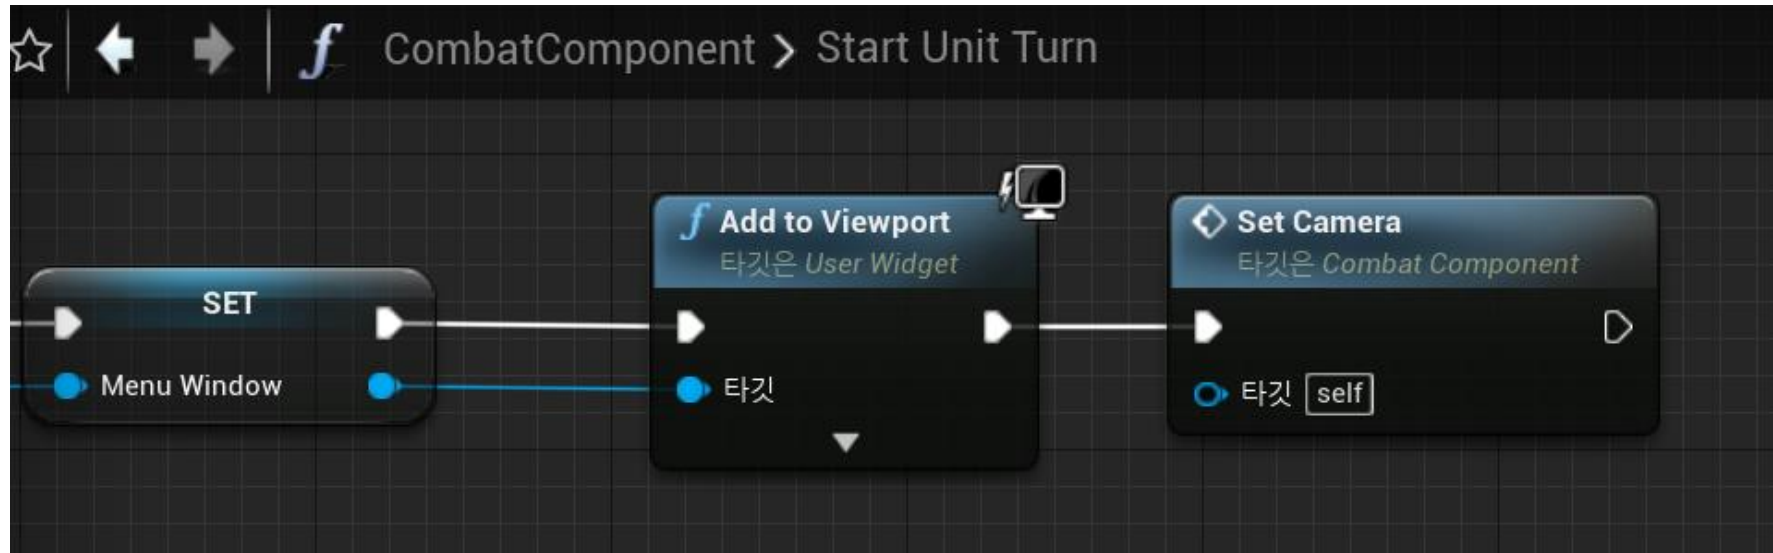 CombatComponent > Start Unit Turn
SET
Menu Window
Add to Viewport
타깃은 User Widget
타깃
Set Camera
타깃은 Combat Component
타깃 self